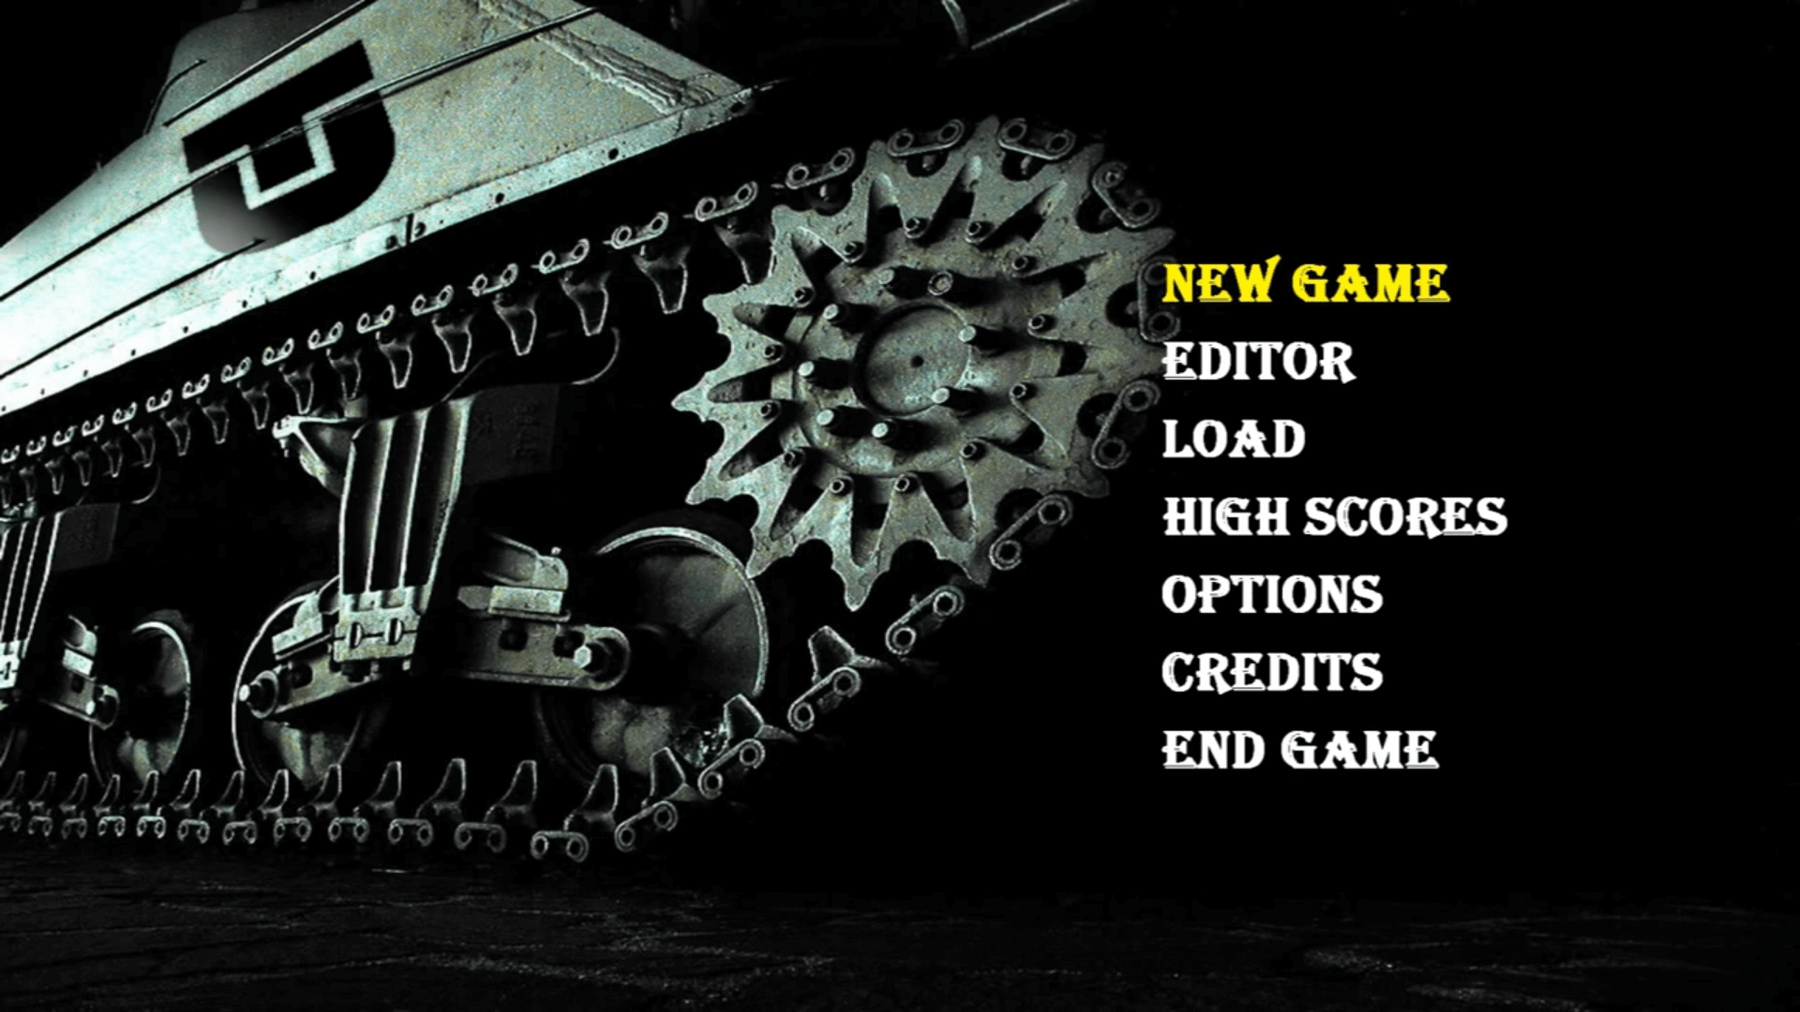 NEW GAME
EDITOR
LOAD
HIGH SCORES
OPTIONS
CREDITS
END GAME